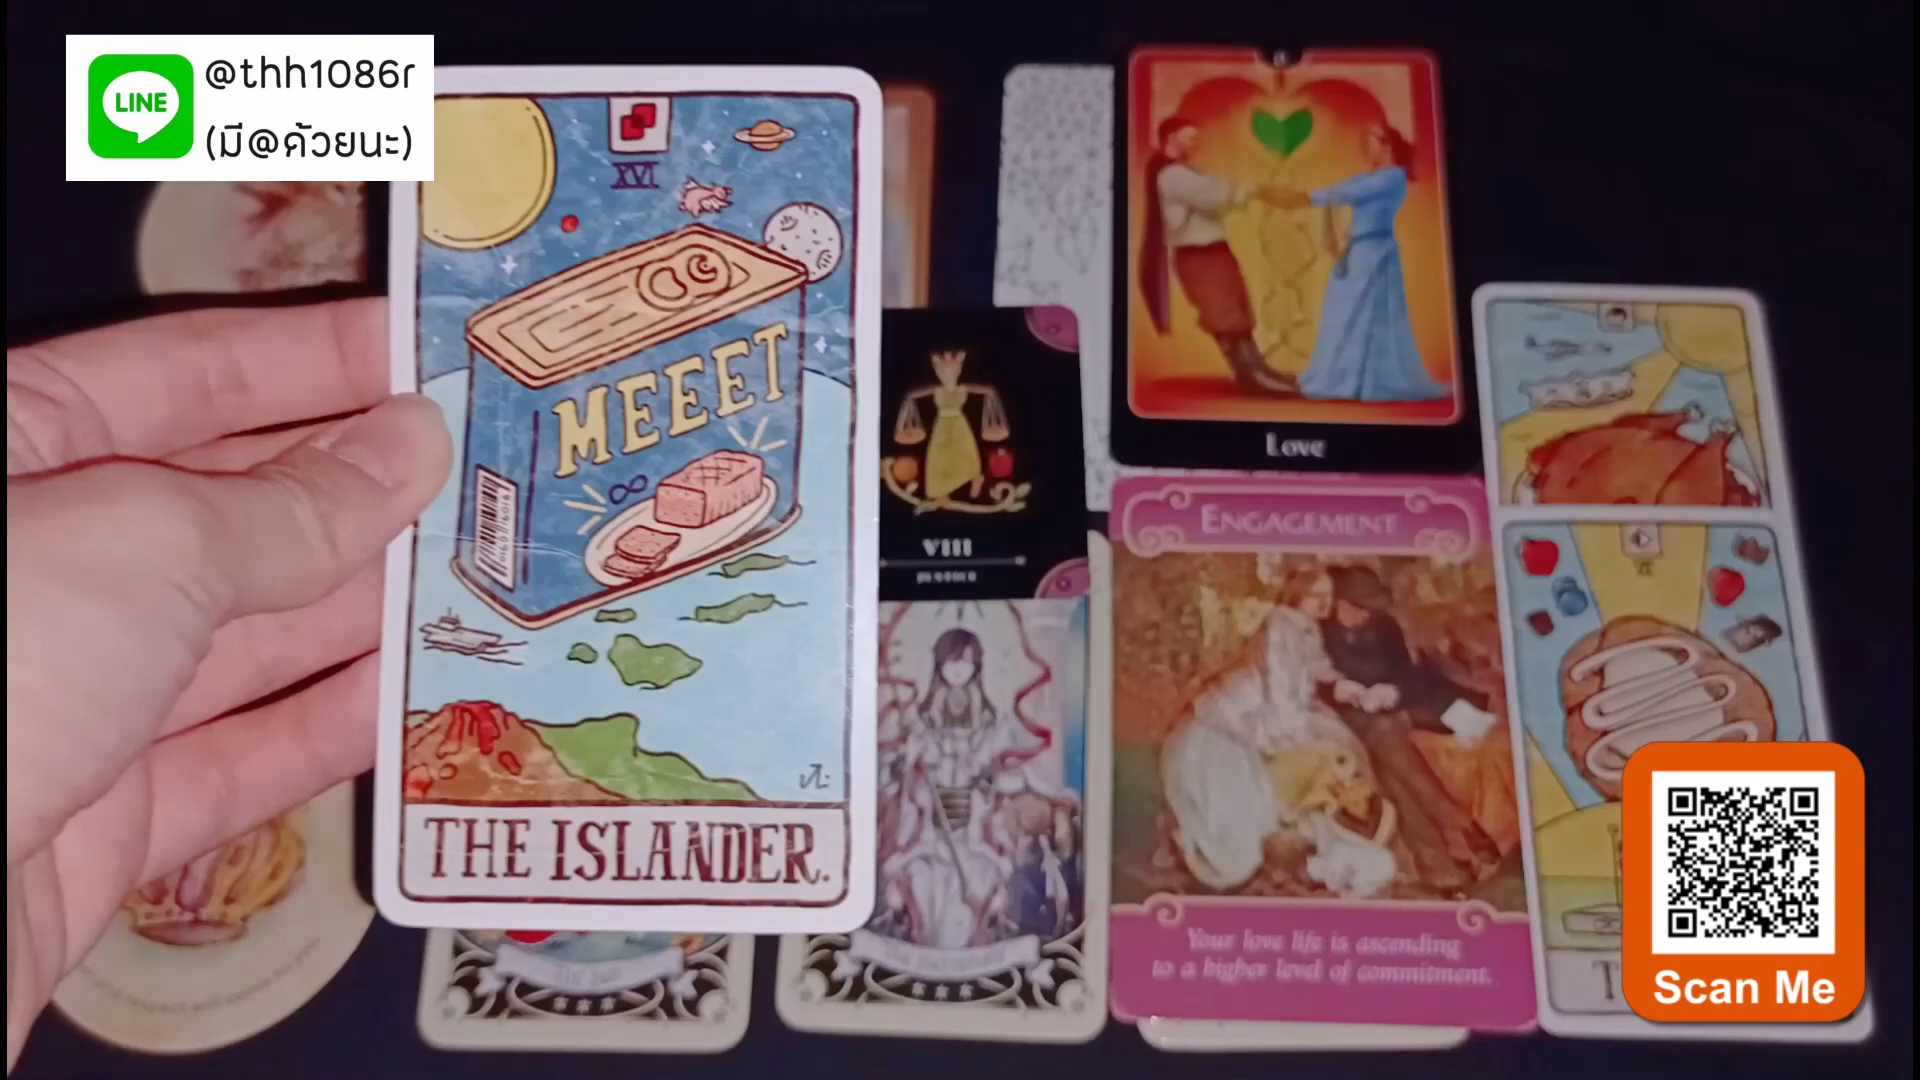 LINE
@thh1086r
(มี@ด้วยนะ)
XVI
MEEET
THE ISLANDER.
VIII
JUSTICE
Love
ENGAGEMENT
Your love life is ascending
to a higher level of commitment.
Scan Me